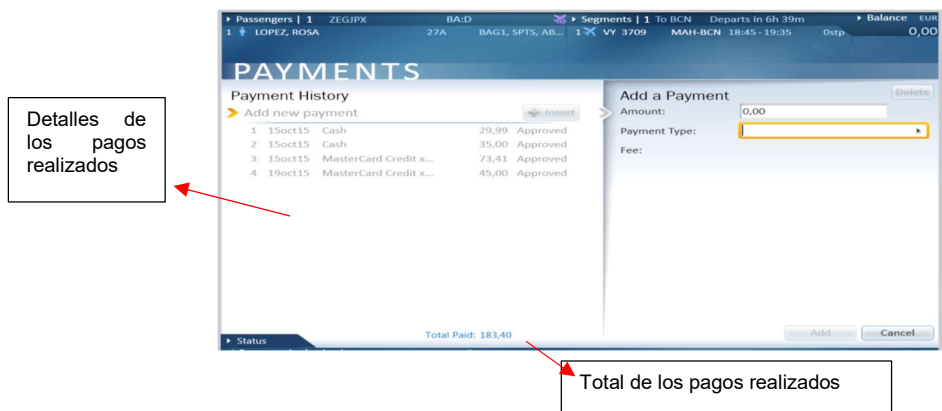 Passengers | 1 ZEGJPX BA:D Segments | 1 To BCN Departs in 6h 39m Balance EUR
1 LOPEZ, ROSA 27A BAG1, SPTS, AB... 1 VY 3709 MAH-BCN 18:45-19:35 0stp 0,00
PAYMENTS
Payment History
Add new payment Insert
1 15oct15 Cash 29,99 Approved
2 15oct15 Cash 35,00 Approved
3 15oct15 MasterCard Credit x... 73,41 Approved
4 19oct15 MasterCard Credit x... 45,00 Approved
Total Paid: 183,40
Status
Add a Payment Delete
Amount: 0,00
Payment Type:
Fee:
Add Cancel
Detalles de
los pagos
realizados
Total de los pagos realizados